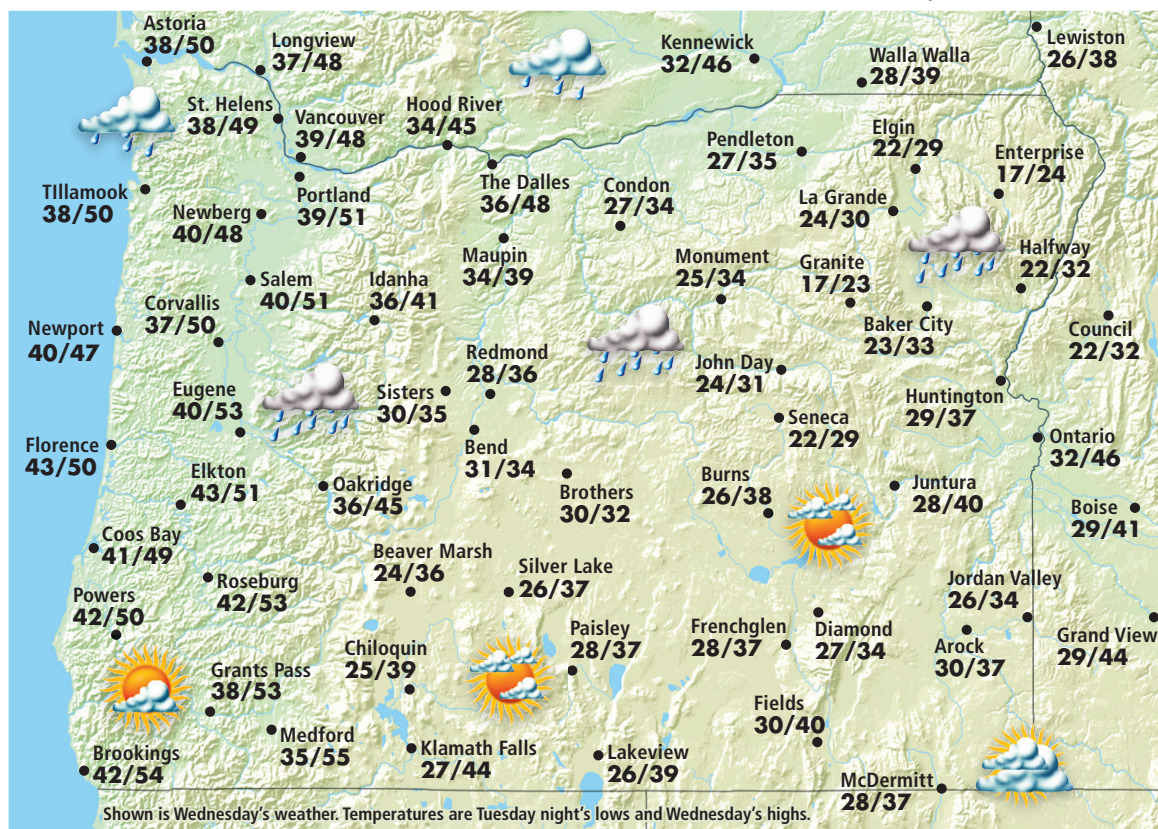 Astoria
38/50
Longview
37/48
Kennewick
32/46
Walla Walla
28/39
Lewiston
26/38
St. Helens
38/49
Vancouver
39/48
Hood River
34/45
Pendleton
27/35
Elgin
22/29
Enterprise
17/24
TIllamook
38/50
Portland
39/51
The Dalles
36/48
Condon
27/34
La Grande
24/30
Newberg
40/48
Maupin
34/39
Monument
25/34
Granite
17/23
Halfway
22/32
Salem
40/51
Idanha
36/41
Corvallis
37/50
Newport
40/47
Baker City
23/33
Council
22/32
Redmond
28/36
John Day
24/31
Eugene
40/53
Sisters
30/35
Huntington
29/37
Seneca
22/29
Florence
43/50
Bend
31/34
Ontario
32/46
Elkton
43/51
Oakridge
36/45
Brothers
30/32
Burns
26/38
Juntura
28/40
Boise
29/41
Coos Bay
41/49
Beaver Marsh
24/36
Silver Lake
26/37
Roseburg
42/53
Jordan Valley
26/34
Powers
42/50
Paisley
28/37
Frenchglen
28/37
Diamond
27/34
Arock
30/37
Grand View
29/44
Chiloquin
25/39
Grants Pass
38/53
Fields
30/40
Medford
35/55
Klamath Falls
27/44
Lakeview
26/39
Brookings
42/54
McDermitt
28/37
Shown is Wednesday's weather. Temperatures are Tuesday night's lows and Wednesday's highs.